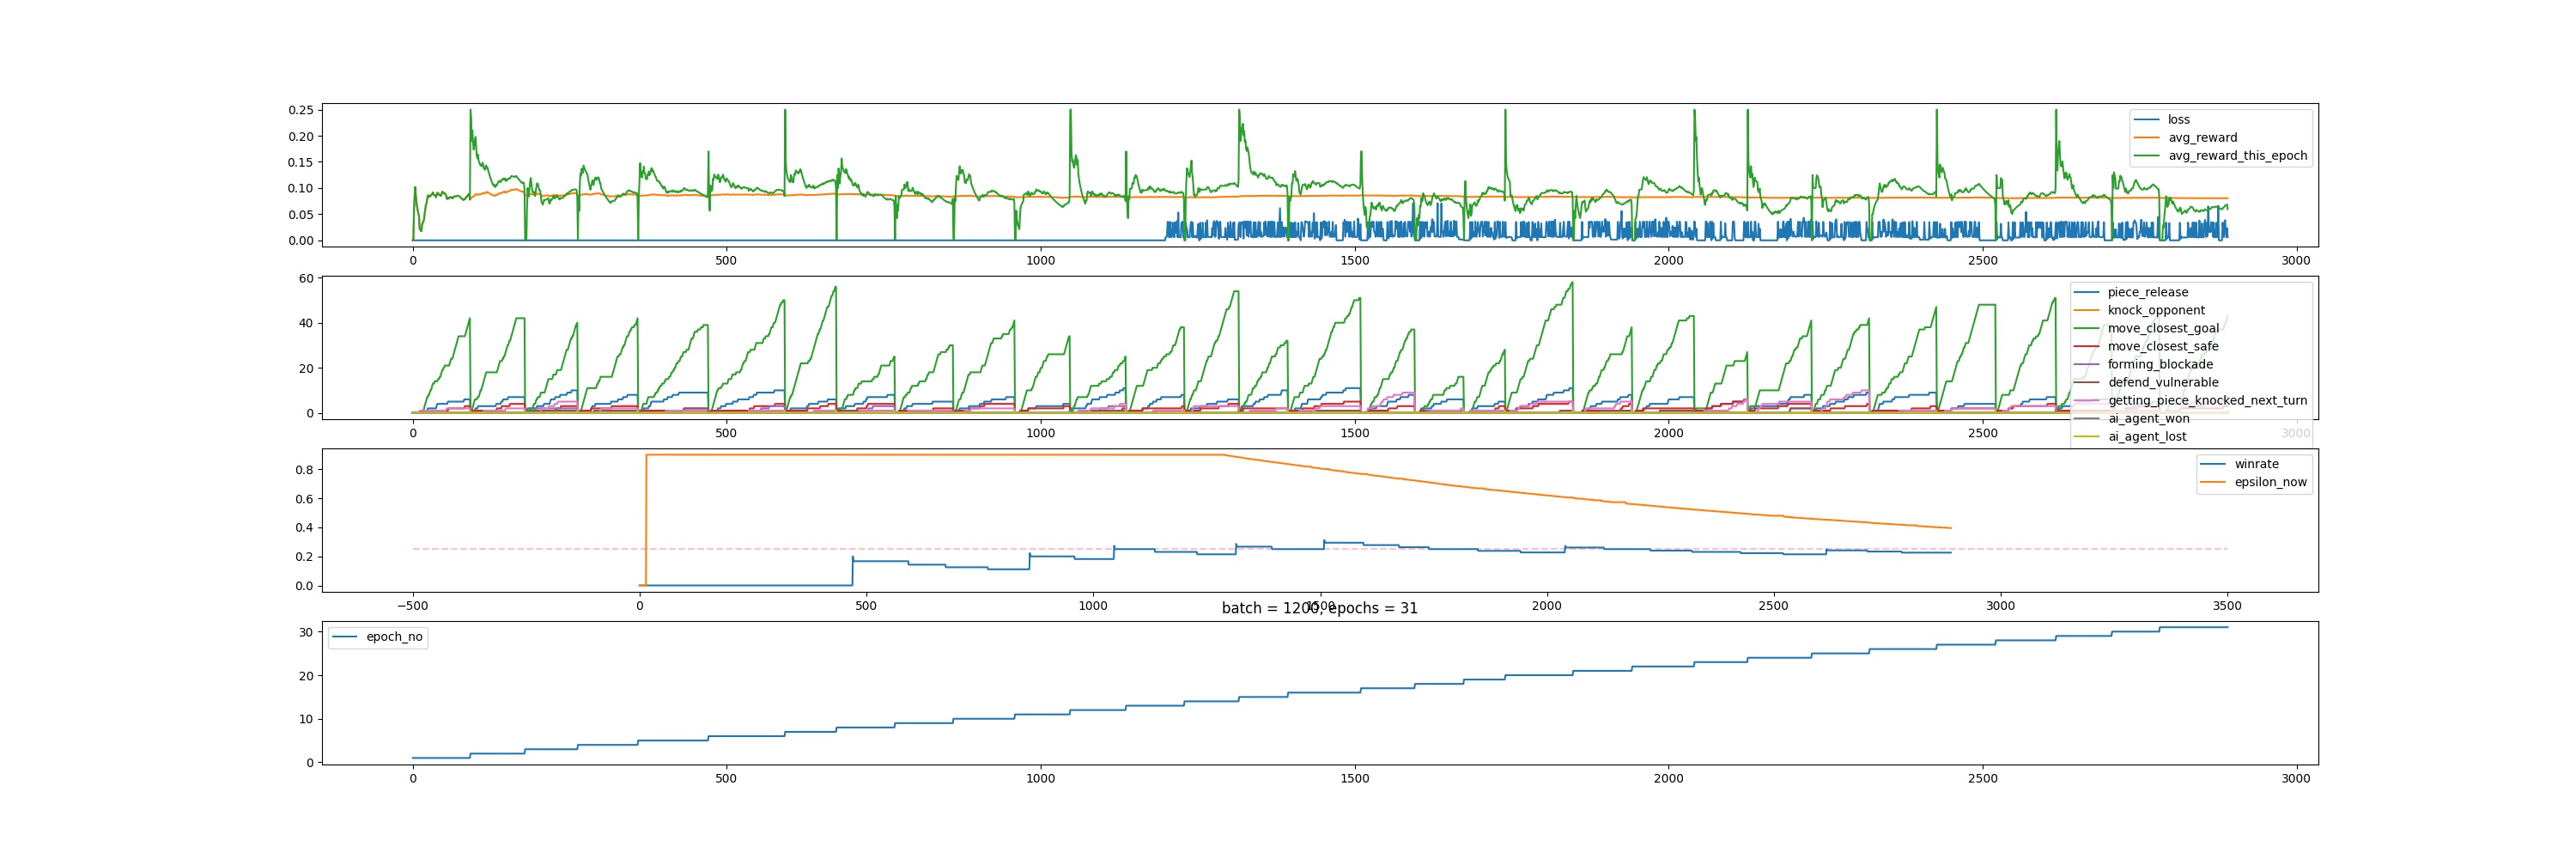 0.25
0.20
0.15
0.10
0.05
0.00
loss
avg_reward
avg_reward_this_epoch
0 500 1000 1500 2000 2500 3000
60
40
20
0
piece_release
knock_opponent
move_closest_goal
move_closest_safe
forming_blockade
defend_vulnerable
getting_piece_knocked_next_turn
ai_agent_won
ai_agent_lost
0 500 1000 1500 2000 2500 3000
0.8
0.6
0.4
0.2
0.0
winrate
epsilon_now
−500 0 500 1000 1500 2000 2500 3000 3500
batch = 1200, epochs = 31
30
20
10
0
epoch_no
0 500 1000 1500 2000 2500 3000